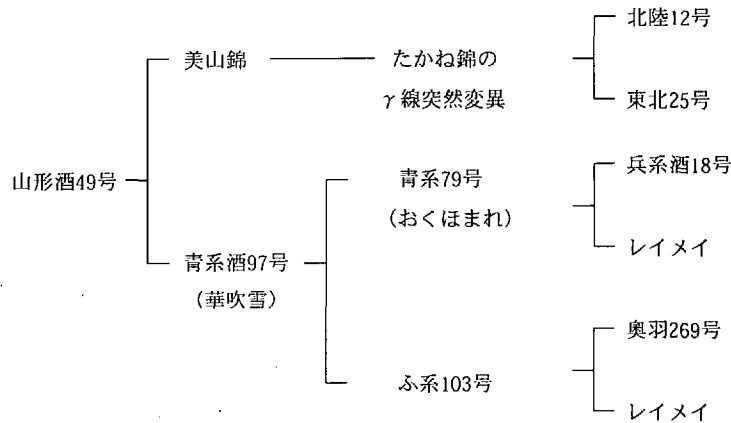 北陸12号
美山錦
たかね錦の
γ線突然変異
東北25号
山形酒49号
兵系酒18号
青系79号
(おくほまれ)
レイメイ
青系酒97号
(華吹雪)
奥羽269号
ふ系103号
レイメイ